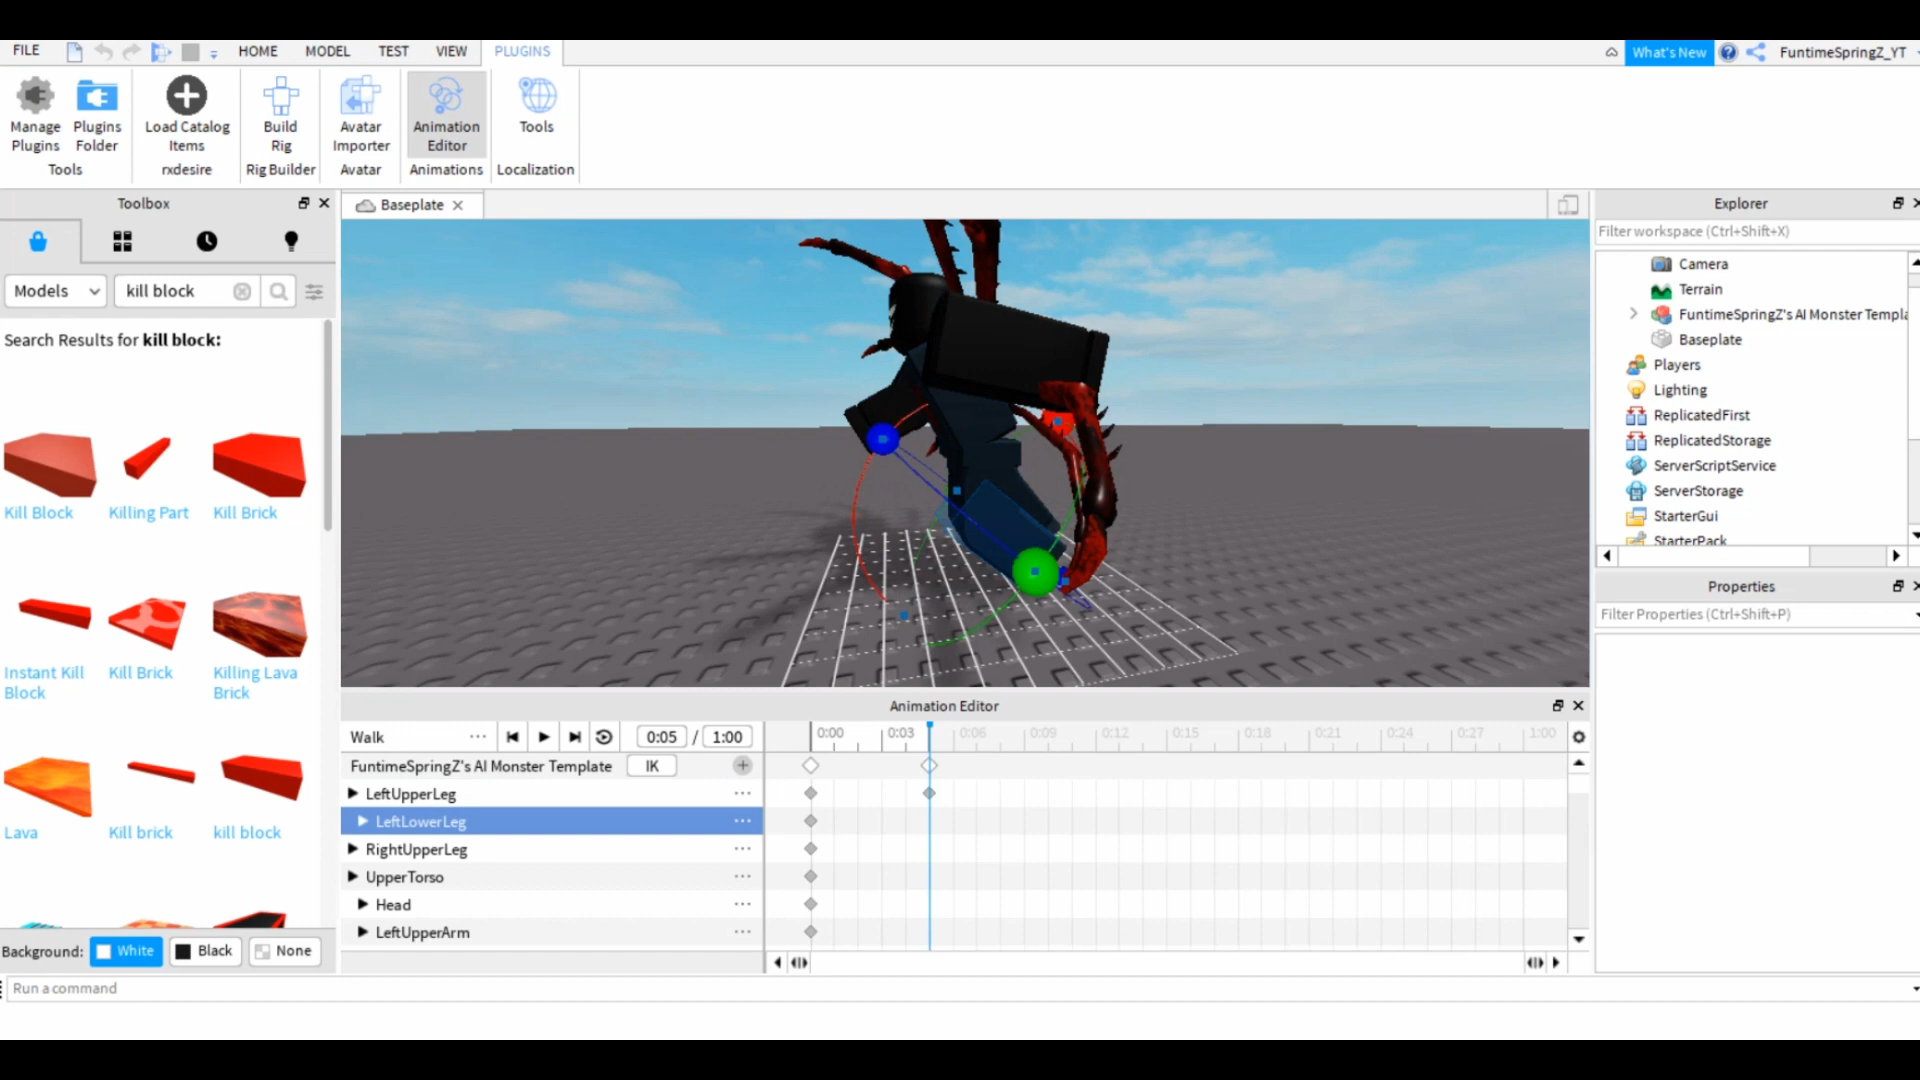 FILE HOME MODEL TEST VIEW PLUGINS What's New FuntimeSpringZ_YT
Manage Plugins Load Catalog Build Avatar Animation Tools
Plugins Folder Items Rig Importer Editor
Tools rxdesire Rig Builder Avatar Animations Localization
Toolbox
Models kill block
Search Results for kill block:
Kill Block Killing Part Kill Brick
Instant Kill Kill Brick Killing Lava
Block Brick
Lava Kill brick kill block
Background: White Black None
Baseplate
Explorer
Filter workspace (Ctrl+Shift+X)
Camera
Terrain
FuntimeSpringZ's AI Monster Templa
Baseplate
Players
Lighting
ReplicatedFirst
ReplicatedStorage
ServerScriptService
ServerStorage
StarterGui
StarterPack
Properties
Filter Properties (Ctrl+Shift+P)
Animation Editor
Walk 0:05 / 1:00 0:00 0:03 0:06 0:09 0:12 0:15 0:18 0:21 0:24 0:27 1:00
FuntimeSpringZ's AI Monster Template IK
LeftUpperLeg
LeftLowerLeg
RightUpperLeg
UpperTorso
Head
LeftUpperArm
Run a command